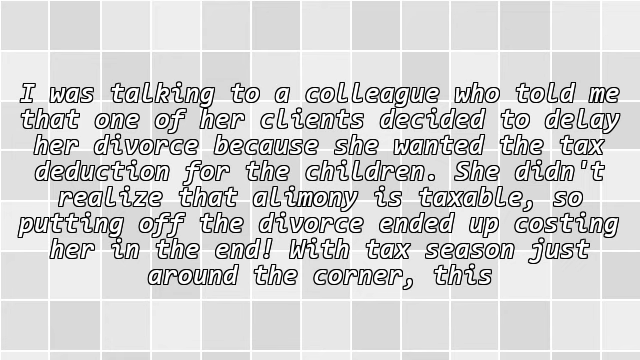 I was talking to a colleague who told me
that one of her clients decided to delay
her divorce because she wanted the tax
deduction for the children. She didn't
realize that alimony is taxable, so
putting off the divorce ended up costing
her in the end! With tax season just
around the corner, this